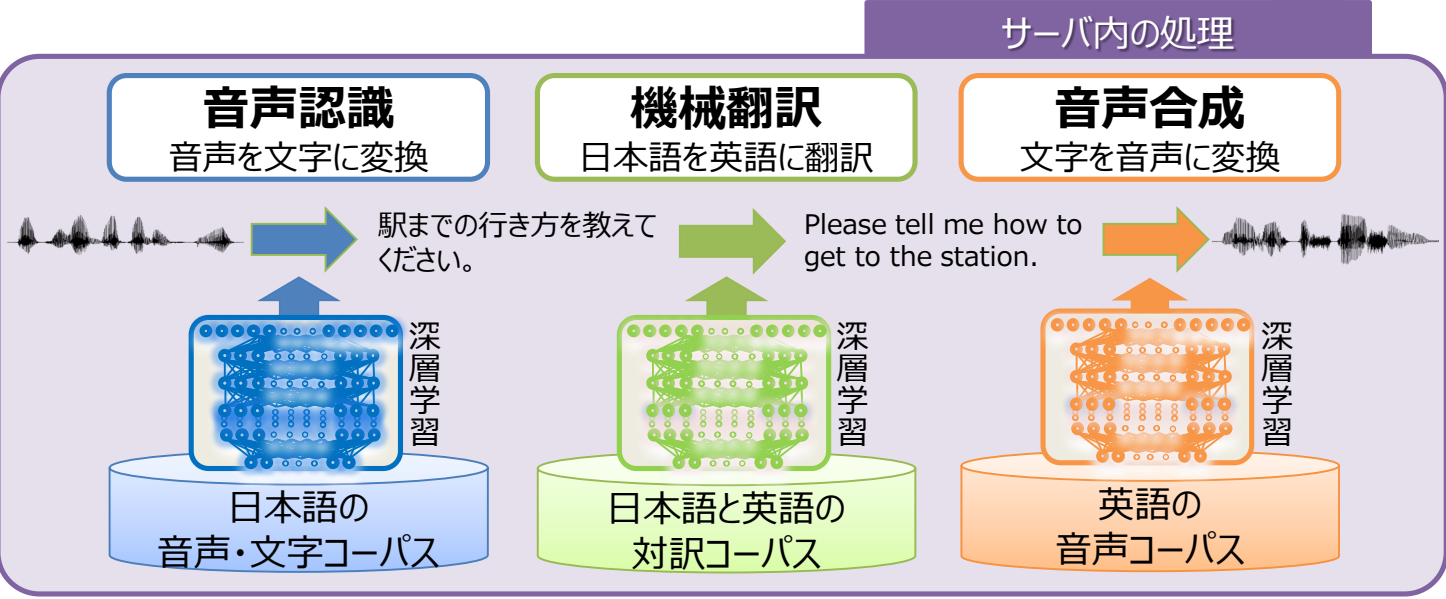 サーバ内の処理
音声認識
音声を文字に変換
機械翻訳
日本語を英語に翻訳
音声合成
文字を音声に変換
駅までの行き方を教えて
ください。
Please tell me how to
get to the station.
深層学習
深層学習
深層学習
日本語の
音声・文字コーパス
日本語と英語の
対訳コーパス
英語の
音声コーパス